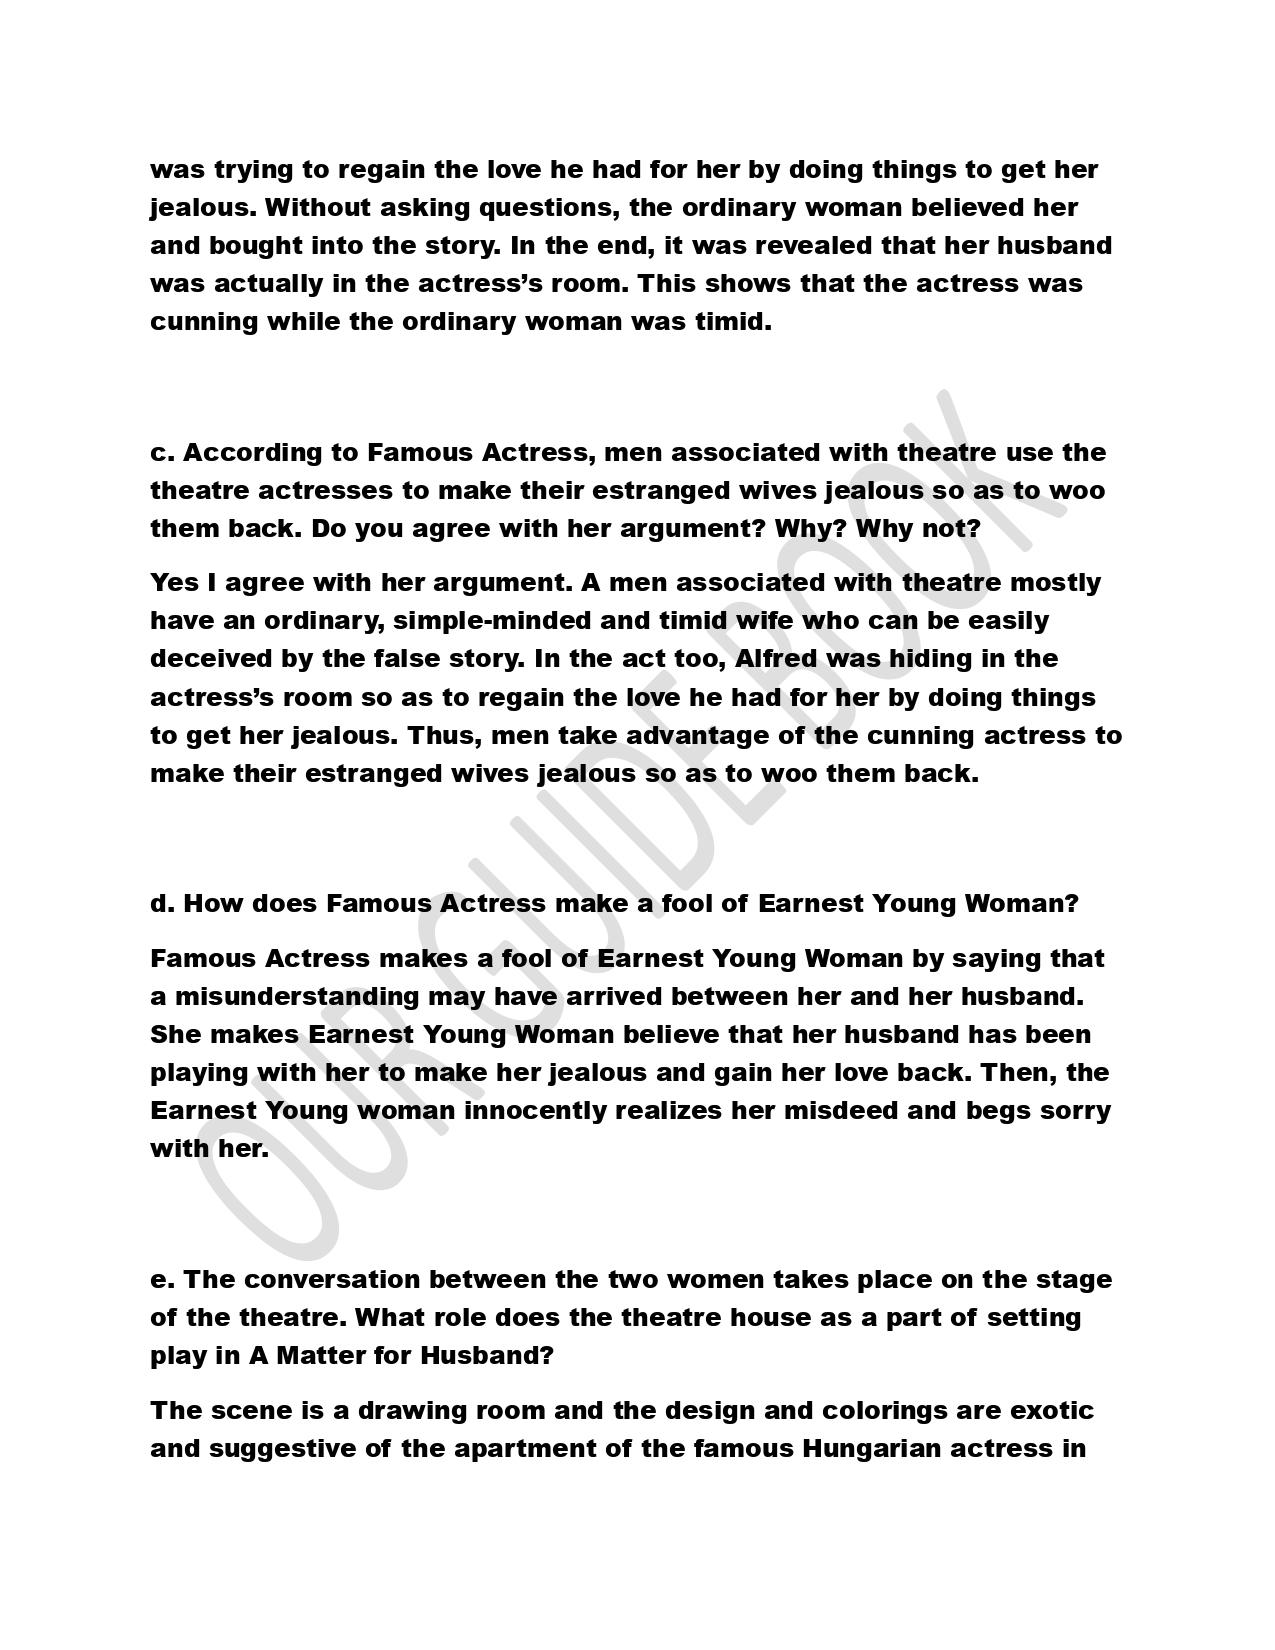 was trying to regain the love he had for her by doing things to get her
jealous. Without asking questions, the ordinary woman believed her
and bought into the story. In the end, it was revealed that her husband
was actually in the actress’s room. This shows that the actress was
cunning while the ordinary woman was timid.
c. According to Famous Actress, men associated with theatre use the
theatre actresses to make their estranged wives jealous so as to woo
them back. Do you agree with her argument? Why? Why not?
Yes I agree with her argument. A men associated with theatre mostly
have an ordinary, simple-minded and timid wife who can be easily
deceived by the false story. In the act too, Alfred was hiding in the
actress’s room so as to regain the love he had for her by doing things
to get her jealous. Thus, men take advantage of the cunning actress to
make their estranged wives jealous so as to woo them back.
d. How does Famous Actress make a fool of Earnest Young Woman?
Famous Actress makes a fool of Earnest Young Woman by saying that
a misunderstanding may have arrived between her and her husband.
She makes Earnest Young Woman believe that her husband has been
playing with her to make her jealous and gain her love back. Then, the
Earnest Young woman innocently realizes her misdeed and begs sorry
with her.
e. The conversation between the two women takes place on the stage
of the theatre. What role does the theatre house as a part of setting
play in A Matter for Husband?
The scene is a drawing room and the design and colorings are exotic
and suggestive of the apartment of the famous Hungarian actress in
OUR GUIDE BOOK